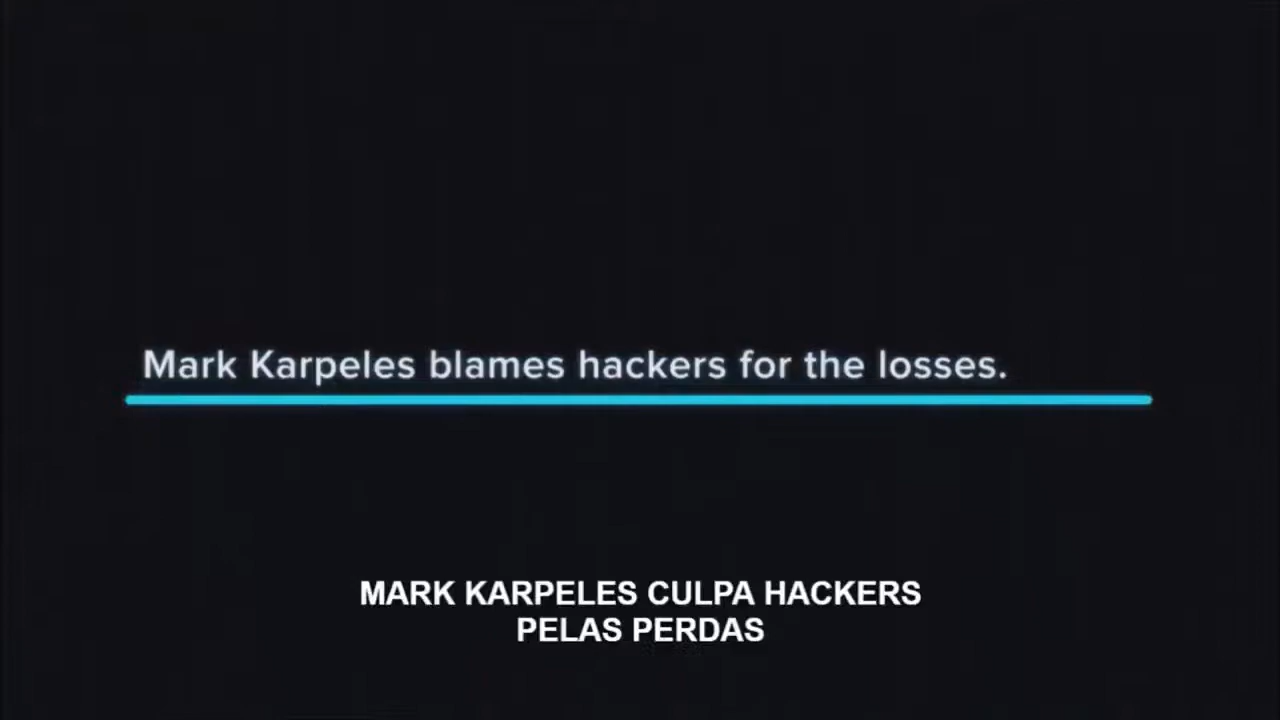 Mark Karpeles blames hackers for the losses.
MARK KARPELES CULPA HACKERS
PELAS PERDAS